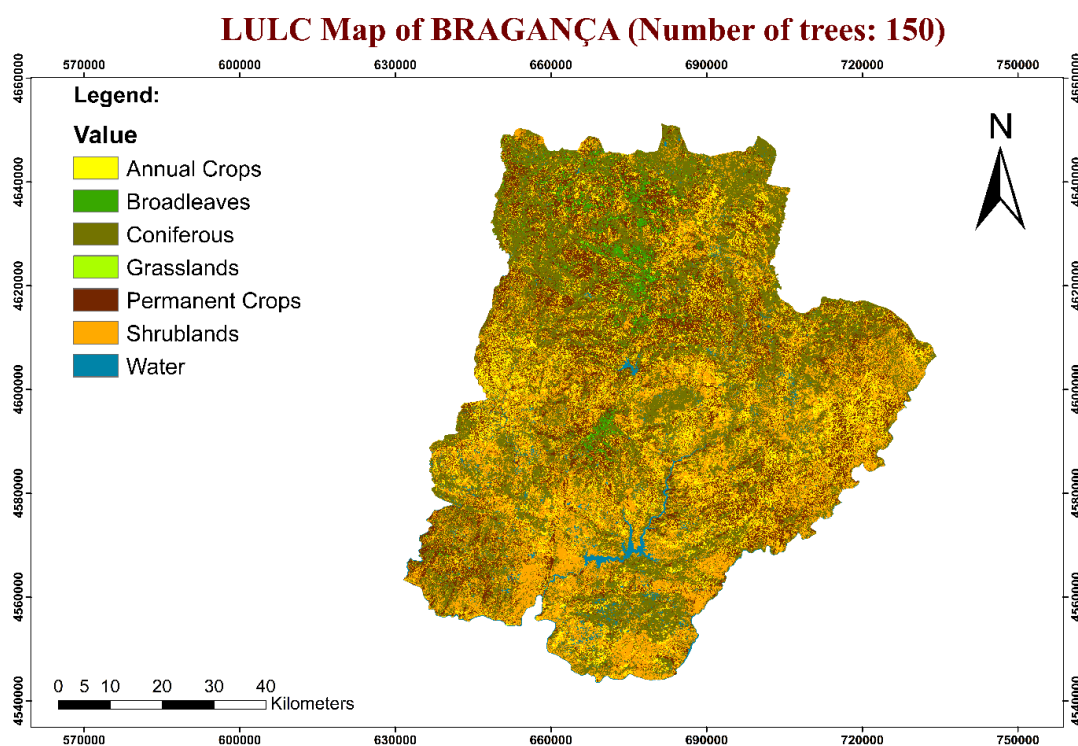 LULC Map of BRAGANÇA (Number of trees: 150)
570000 600000 630000 660000 690000 720000 750000
4660000 4660000
Legend:
Value
Annual Crops
Broadleaves
Coniferous
Grasslands
Permanent Crops
Shrublands
Water
N
4640000 4640000
4620000 4620000
4600000 4600000
4580000 4580000
4560000 4560000
4540000 4540000
0 5 10 20 30 40
Kilometers
570000 600000 630000 660000 690000 720000 750000